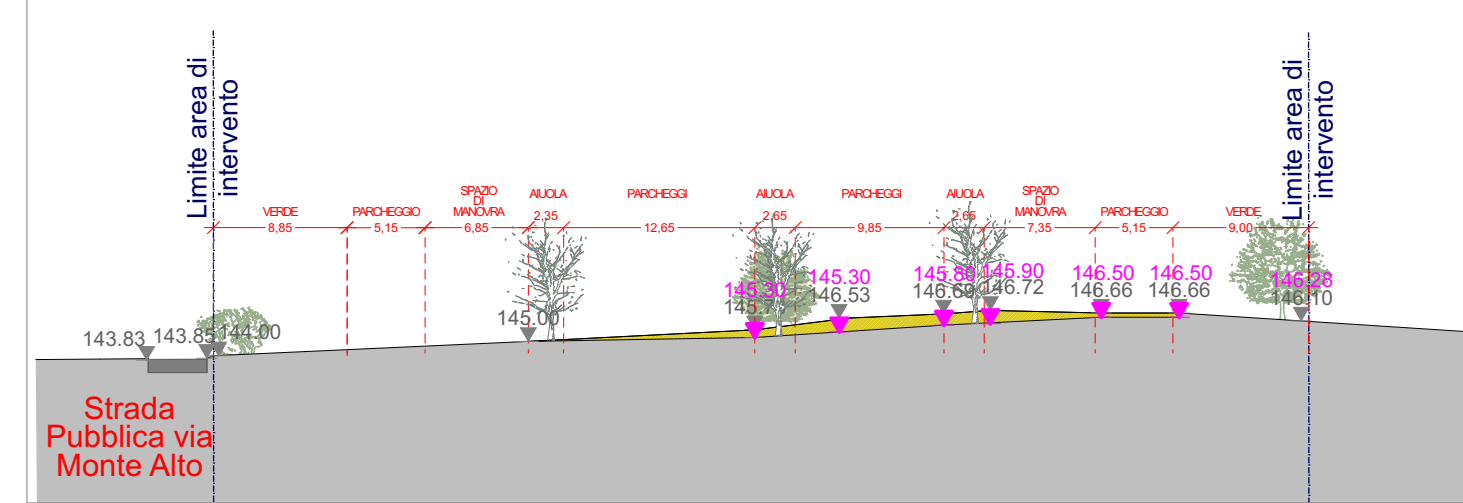 Limite area di
intervento
Limite area di
intervento
VERDE
8,85
PARCHEGGIO
5,15
SPAZIO
DI
MANOVRA
6,85
AIUOLA
2,35
PARCHEGGI
12,65
AIUOLA
2,65
PARCHEGGI
9,85
AIUOLA
2,65
SPAZIO
DI
MANOVRA
7,35
PARCHEGGIO
5,15
VERDE
9,00
143.83
143.85
144.00
145.00
145.30
145.30
146.53
145.80
146.69
145.90
146.72
146.50
146.66
146.50
146.66
146.28
146.10
Strada
Pubblica via
Monte Alto